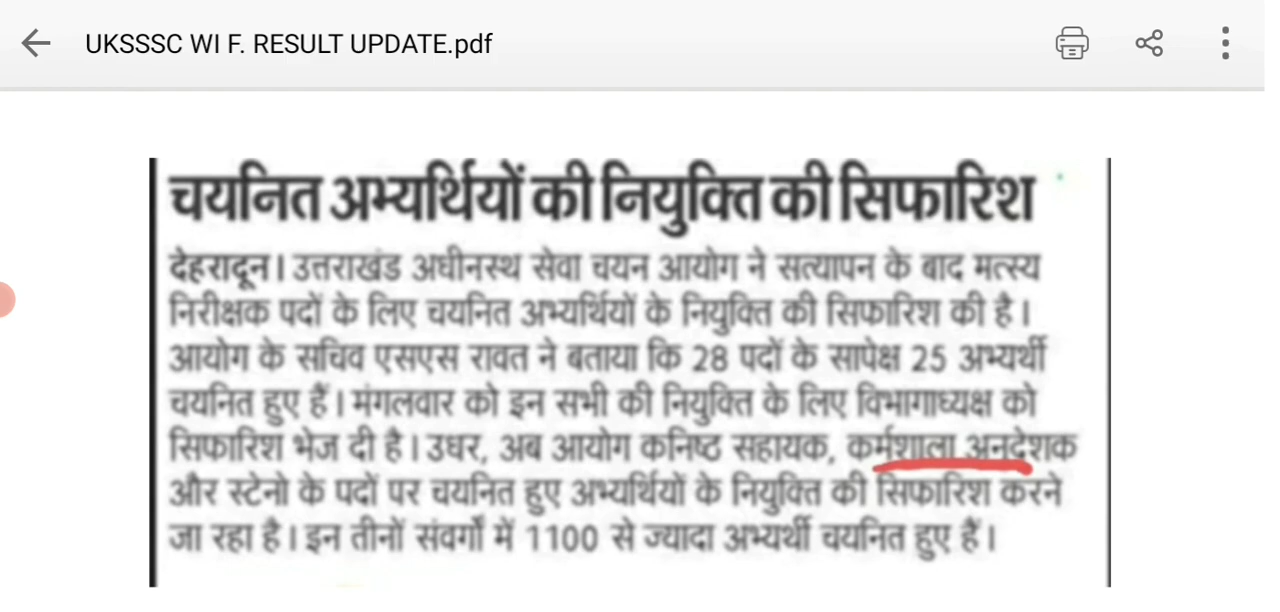 UKSSSC WI F. RESULT UPDATE.pdf
चयनित अभ्यर्थियों की नियुक्ति की सिफारिश
देहरादून। उत्तराखंड अधीनस्थ सेवा चयन आयोग ने सत्यापन के बाद मत्स्य
निरीक्षक पदों के लिए चयनित अभ्यर्थियों के नियुक्ति की सिफारिश की है।
आयोग के सचिव एसएस रावत ने बताया कि 28 पदों के सापेक्ष 25 अभ्यर्थी
चयनित हुए हैं। मंगलवार को इन सभी की नियुक्ति के लिए विभागाध्यक्ष को
सिफारिश भेज दी है। उधर, अब आयोग कनिष्ठ सहायक, कर्मशाला अनदेशक
और स्टेनो के पदों पर चयनित हुए अभ्यर्थियों के नियुक्ति की सिफारिश करने
जा रहा है। इन तीनों संवर्गों में 1100 से ज्यादा अभ्यर्थी चयनित हुए हैं।